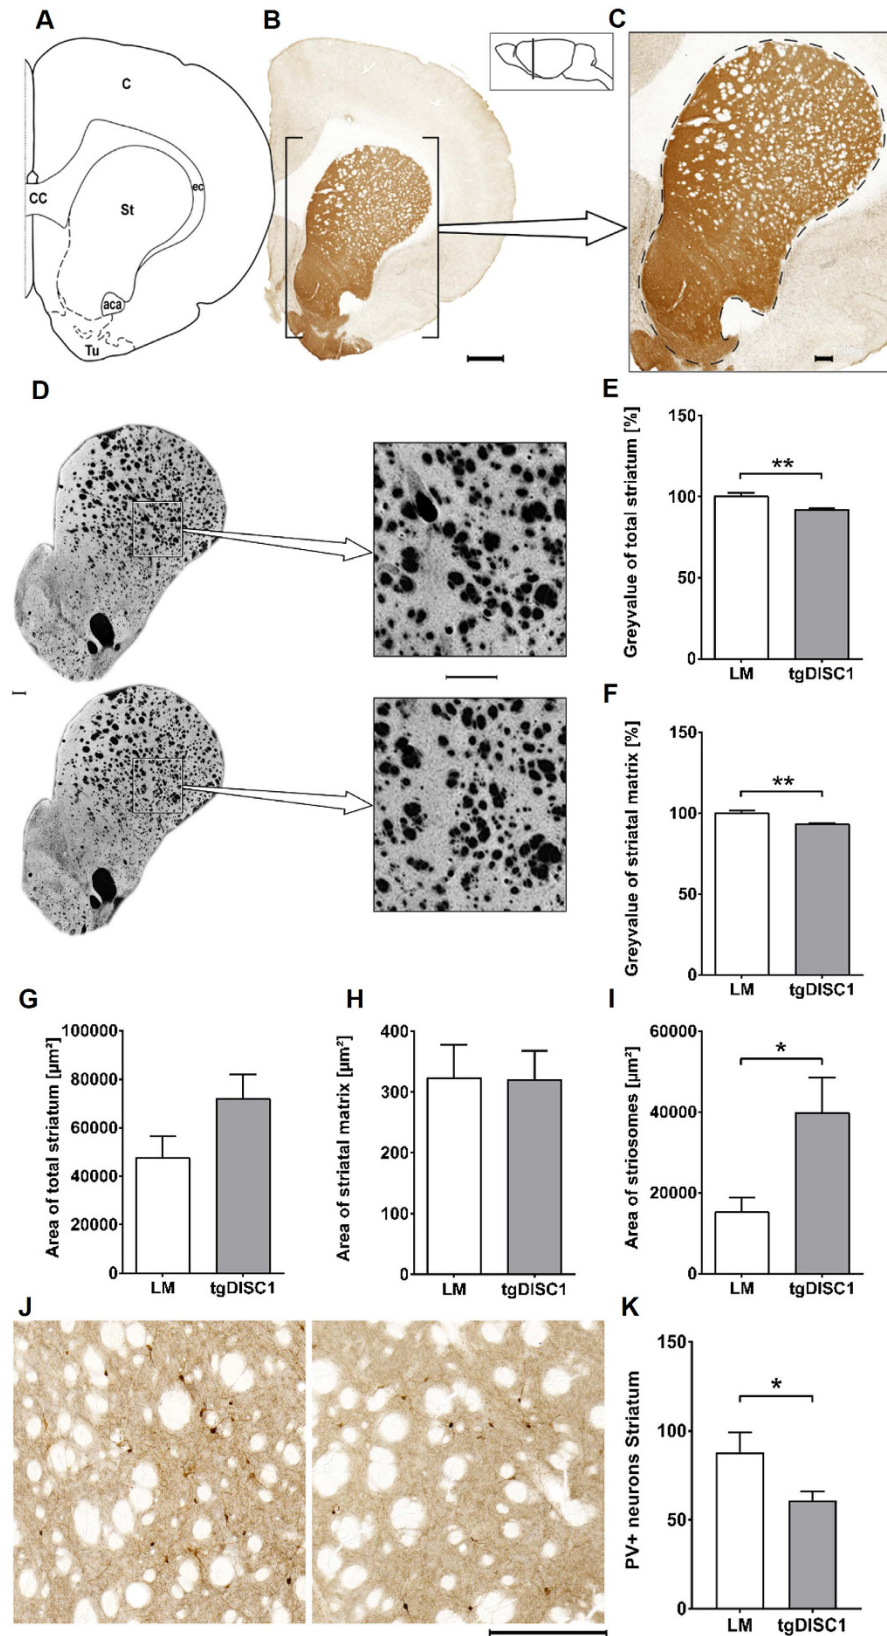 A
B
C
C
CC
ec
St
aca
Tu
D
E
Greyvalue of total striatum [%]
150
100
50
0
**
LM
tgDISC1
F
Greyvalue of striatal matrix [%]
150
100
50
0
**
LM
tgDISC1
G
Area of total striatum [µm²]
100000
80000
60000
40000
20000
0
LM
tgDISC1
H
Area of striatal matrix [µm²]
400
300
200
100
0
LM
tgDISC1
I
Area of striosomes [µm²]
60000
40000
20000
0
*
LM
tgDISC1
J
K
PV+ neurons Striatum
150
100
50
0
*
LM
tgDISC1